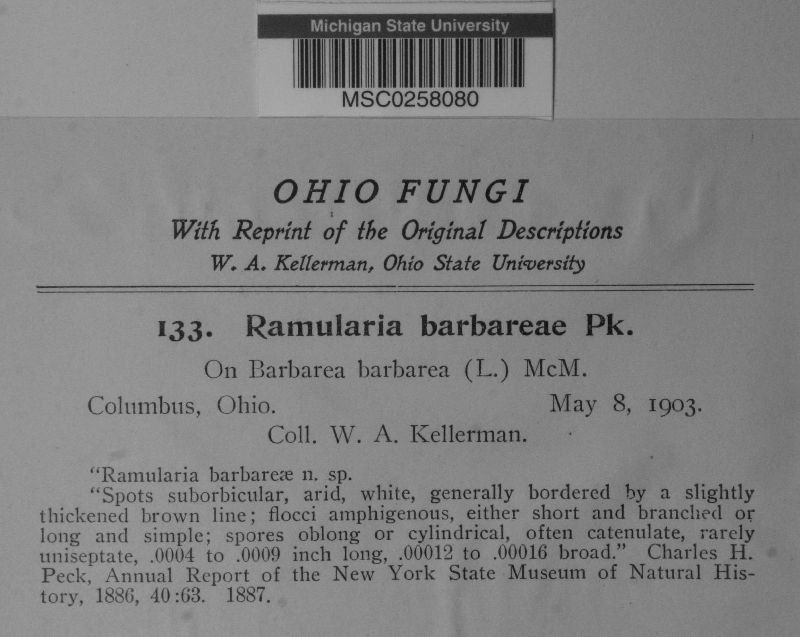 Michigan State University
MSC0258080
OHIO FUNGI
With Reprint of the Original Descriptions
W. A. Kellerman, Ohio State University
133. Ramularia barbareae Pk.
On Barbarea barbarea (L.) McM.
Columbus, Ohio. May 8, 1903.
Coll. W. A. Kellerman.
“Ramularia barbareæ n. sp.
“Spots suborbicular, arid, white, generally bordered by a slightly
thickened brown line; flocci amphigenous, either short and branched or
long and simple; spores oblong or cylindrical, often catenulate, rarely
uniseptate, .0004 to .0009 inch long, .00012 to .00016 broad.” Charles H.
Peck, Annual Report of the New York State Museum of Natural His-
tory, 1886, 40:63. 1887.